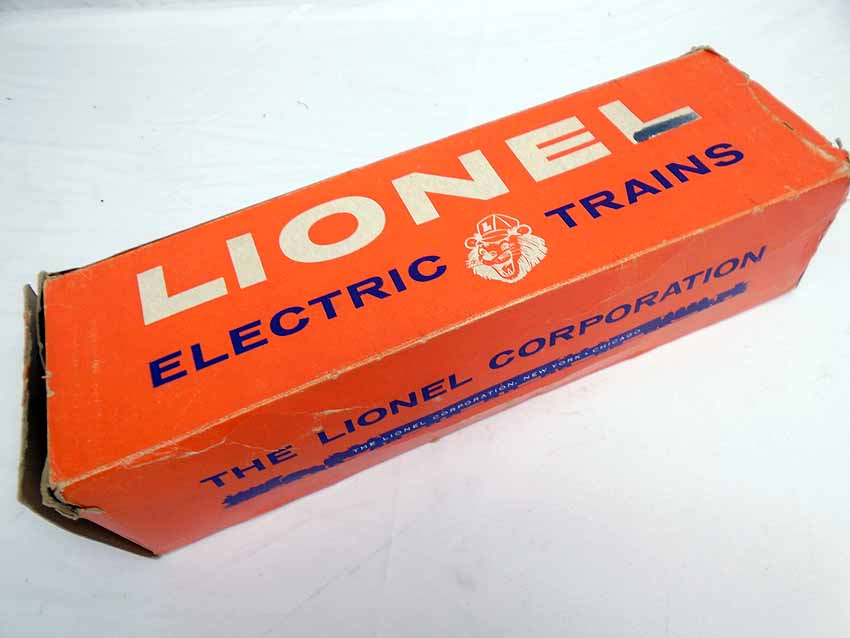 LIONEL
ELECTRIC TRAINS
L
THE LIONEL CORPORATION
THE LIONEL CORPORATION, NEW YORK • CHICAGO